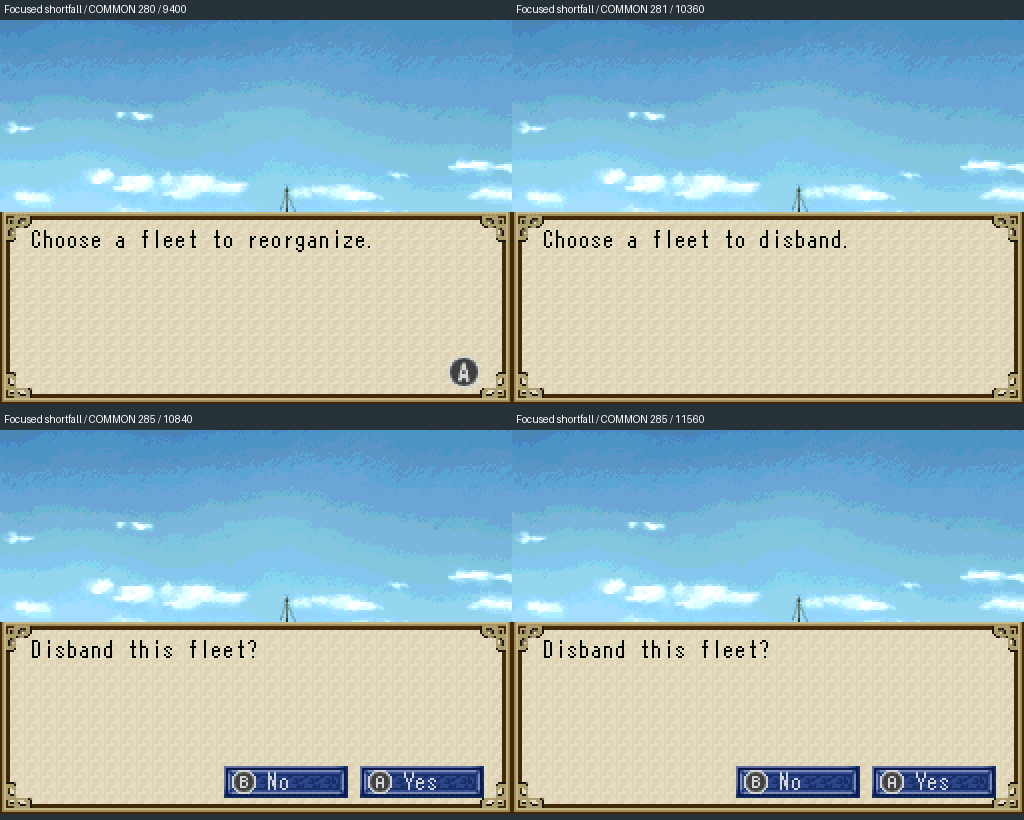 Focused shortfall / COMMON 280 / 9400
Choose a fleet to reorganize.
A
Focused shortfall / COMMON 281 / 10360
Choose a fleet to disband.
Focused shortfall / COMMON 285 / 10840
Disband this fleet?
B No
A Yes
Focused shortfall / COMMON 285 / 11560
Disband this fleet?
B No
A Yes